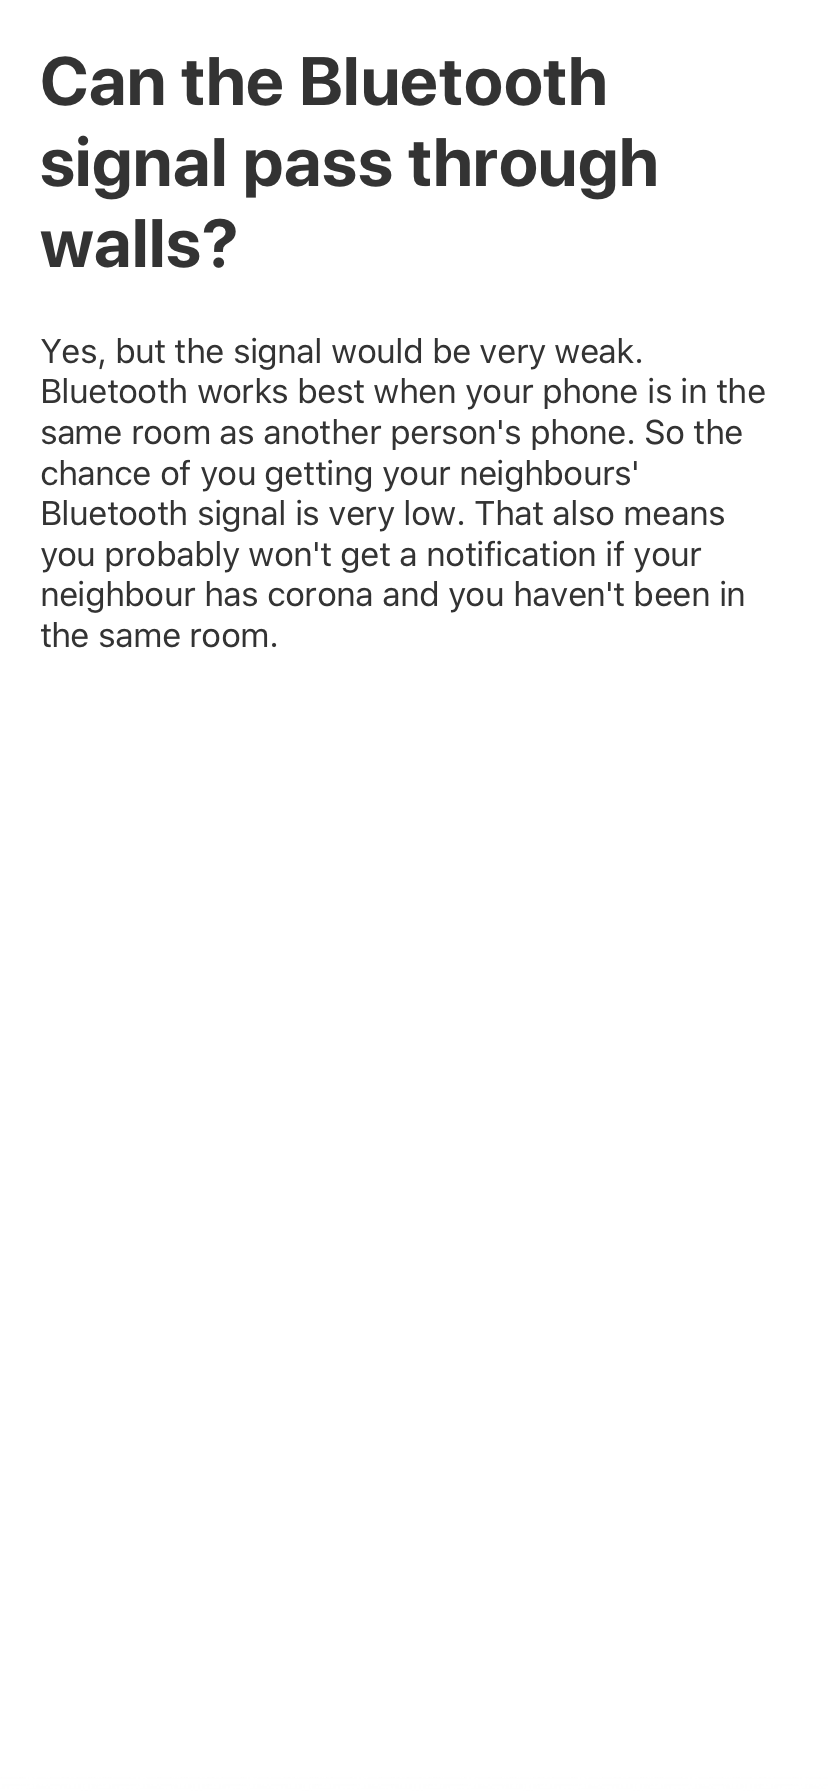 Can the Bluetooth
signal pass through
walls?
Yes, but the signal would be very weak.
Bluetooth works best when your phone is in the
same room as another person's phone. So the
chance of you getting your neighbours'
Bluetooth signal is very low. That also means
you probably won't get a notification if your
neighbour has corona and you haven't been in
the same room.